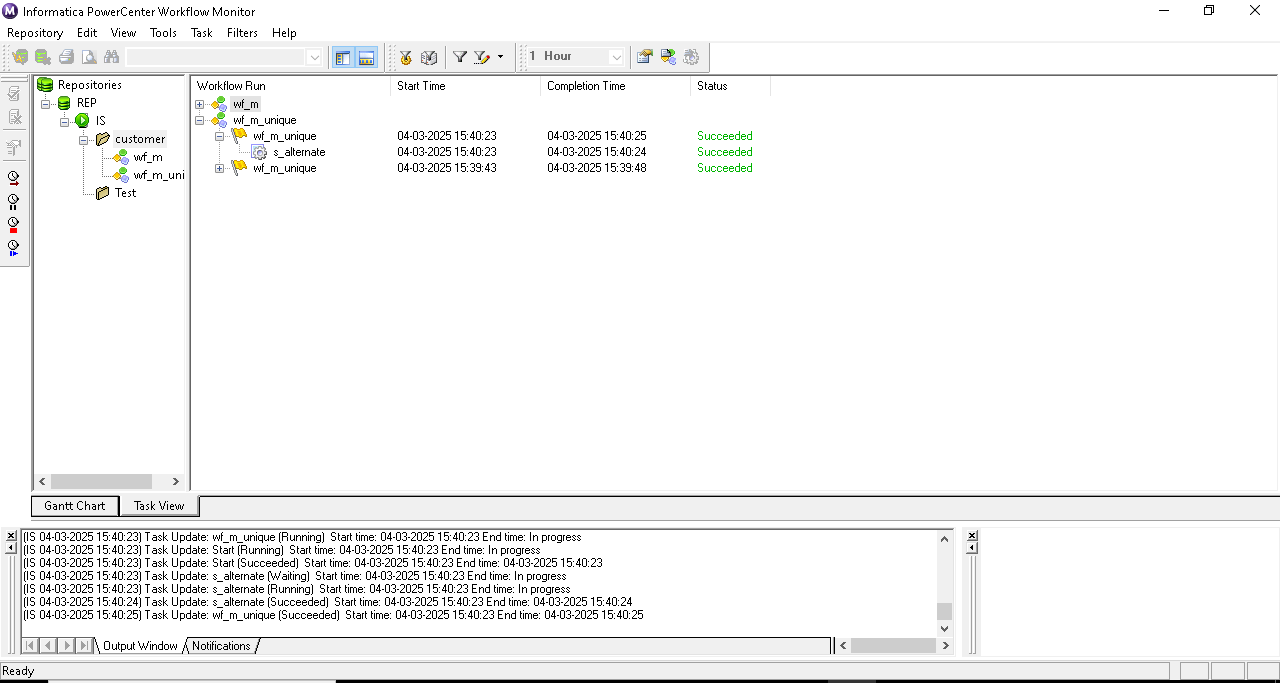 Informatica PowerCenter Workflow Monitor
Repository Edit View Tools Task Filters Help
1 Hour
Repositories
REP
IS
customer
wf_m
wf_m_uni
Test
Workflow Run Start Time Completion Time Status
wf_m
wf_m_unique
wf_m_unique 04-03-2025 15:40:23 04-03-2025 15:40:25 Succeeded
s_alternate 04-03-2025 15:40:23 04-03-2025 15:40:24 Succeeded
wf_m_unique 04-03-2025 15:39:43 04-03-2025 15:39:48 Succeeded
Gantt Chart Task View
(IS 04-03-2025 15:40:23) Task Update: wf_m_unique (Running) Start time: 04-03-2025 15:40:23 End time: In progress
(IS 04-03-2025 15:40:23) Task Update: Start (Running) Start time: 04-03-2025 15:40:23 End time: In progress
(IS 04-03-2025 15:40:23) Task Update: Start (Succeeded) Start time: 04-03-2025 15:40:23 End time: 04-03-2025 15:40:23
(IS 04-03-2025 15:40:23) Task Update: s_alternate (Waiting) Start time: 04-03-2025 15:40:23 End time: In progress
(IS 04-03-2025 15:40:23) Task Update: s_alternate (Running) Start time: 04-03-2025 15:40:23 End time: In progress
(IS 04-03-2025 15:40:24) Task Update: s_alternate (Succeeded) Start time: 04-03-2025 15:40:23 End time: 04-03-2025 15:40:24
(IS 04-03-2025 15:40:25) Task Update: wf_m_unique (Succeeded) Start time: 04-03-2025 15:40:23 End time: 04-03-2025 15:40:25
Output Window Notifications
Ready